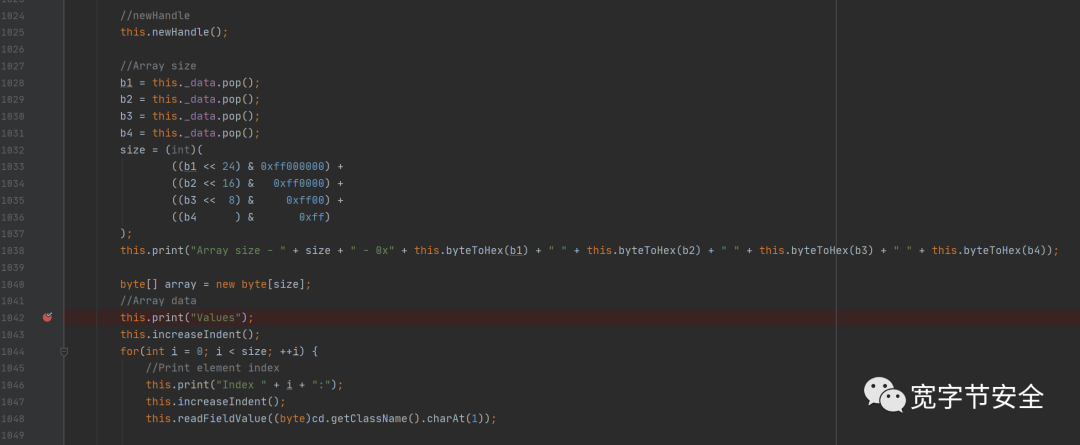 1024 //newHandle
1025 this.newHandle();
1026
1027 //Array size
1028 b1 = this._data.pop();
1029 b2 = this._data.pop();
1030 b3 = this._data.pop();
1031 b4 = this._data.pop();
1032 size = (int)(
1033 ((b1 << 24) & 0xff000000) +
1034 ((b2 << 16) & 0xff0000) +
1035 ((b3 << 8) & 0xff00) +
1036 ((b4 ) & 0xff)
1037 );
1038 this.print("Array size - " + size + " - 0x" + this.byteToHex(b1) + " " + this.byteToHex(b2) + " " + this.byteToHex(b3) + " " + this.byteToHex(b4));
1039
1040 byte[] array = new byte[size];
1041 //Array data
1042 this.print("Values");
1043 this.increaseIndent();
1044 for(int i = 0; i < size; ++i) {
1045 //Print element index
1046 this.print("Index " + i + ":");
1047 this.increaseIndent();
1048 this.readFieldValue((byte)cd.getClassName().charAt(1));
1049
宽字节安全